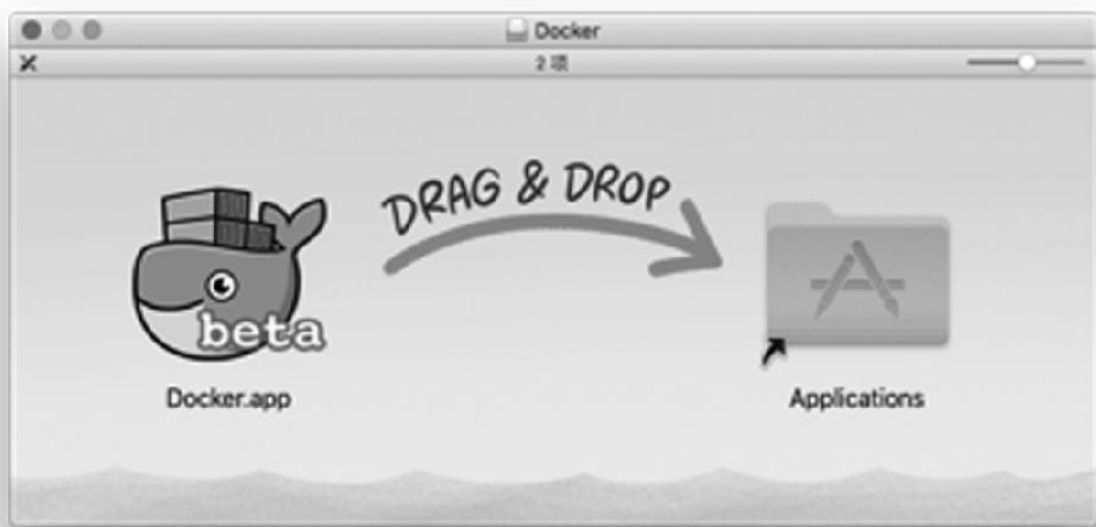 Docker
2 项
DRAG & DROP
beta
Docker.app
Applications